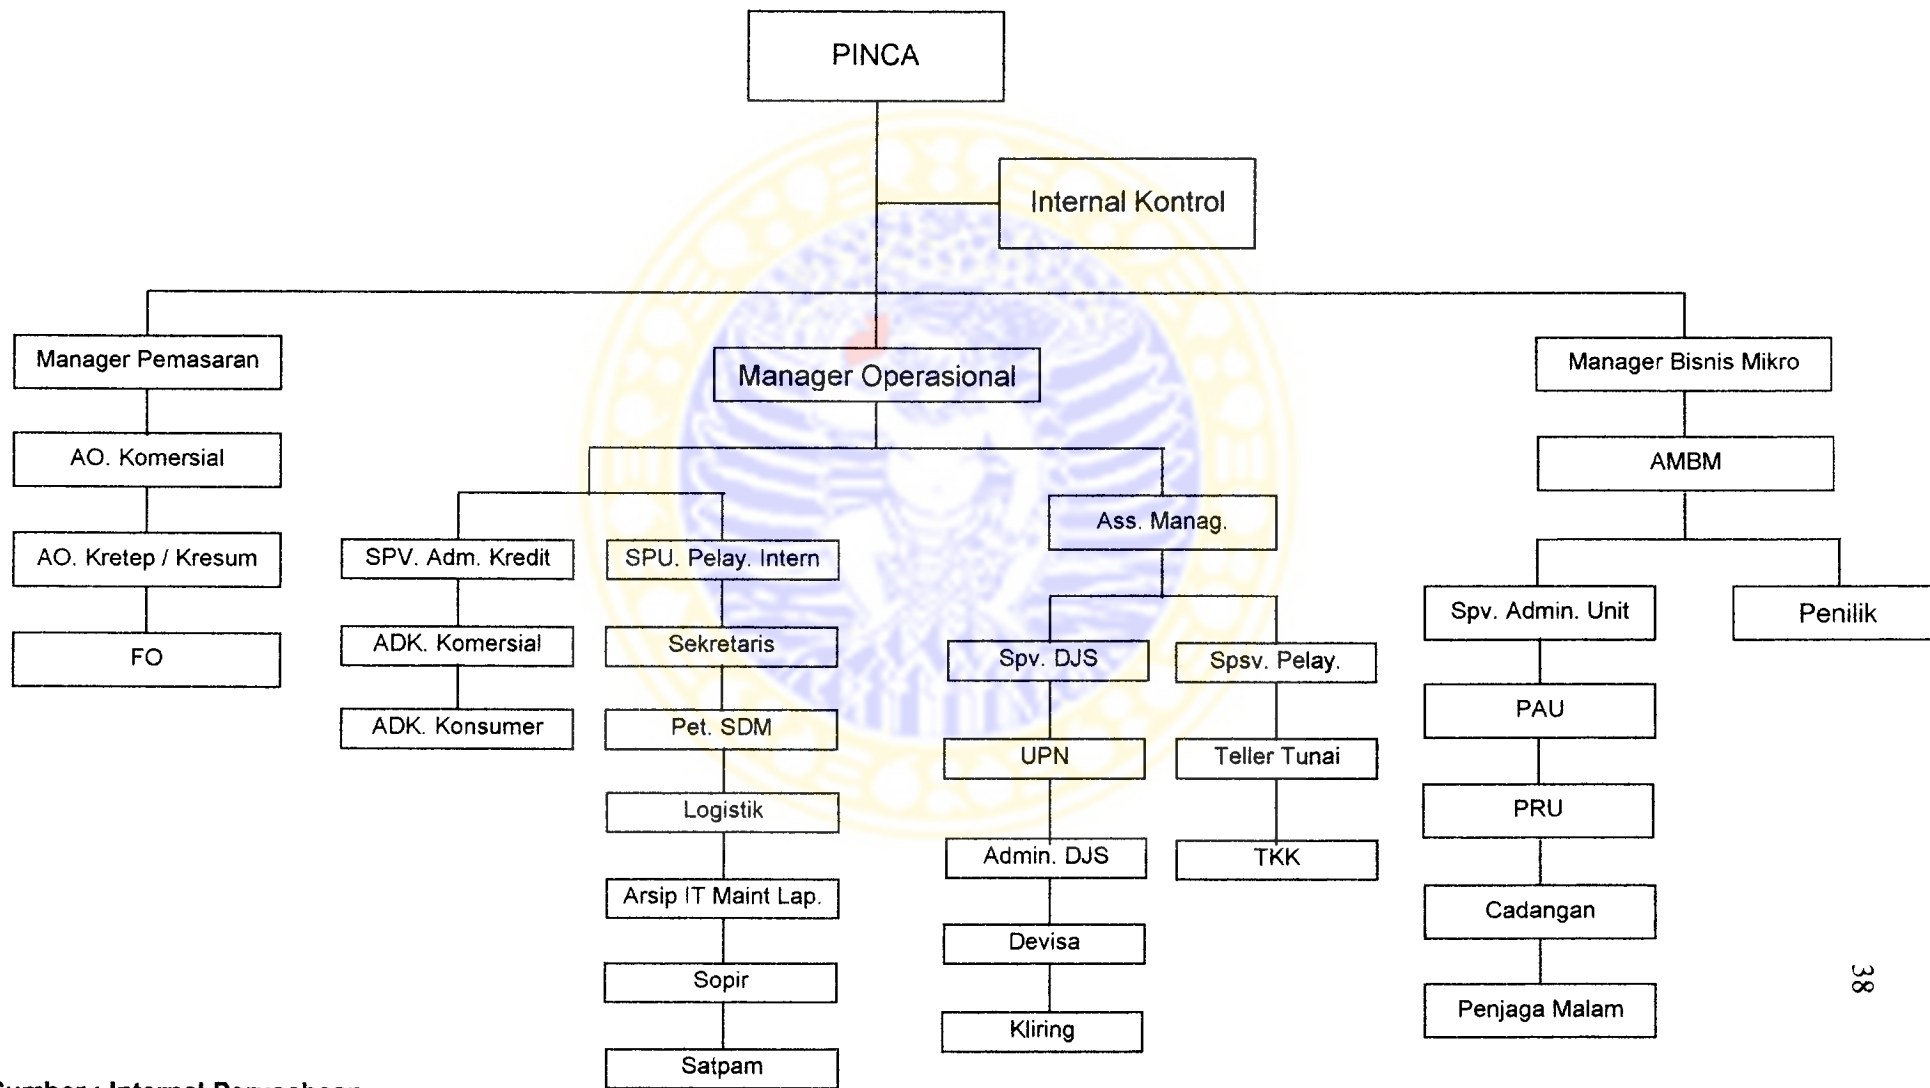 PINCA
Internal Kontrol
Manager Pemasaran
Manager Operasional
Manager Bisnis Mikro
AO. Komersial
AMBM
Ass. Manag.
AO. Kretep / Kresum
SPV. Adm. Kredit
SPU. Pelay. Intern
Spv. Admin. Unit
Penilik
FO
ADK. Komersial
Sekretaris
Spv. DJS
Spsv. Pelay.
ADK. Konsumer
Pet. SDM
PAU
UPN
Teller Tunai
Logistik
PRU
Admin. DJS
TKK
Arsip IT Maint Lap.
Cadangan
Devisa
Sopir
38
Penjaga Malam
Kliring
Satpam
Sumber : Internal Perusahaan